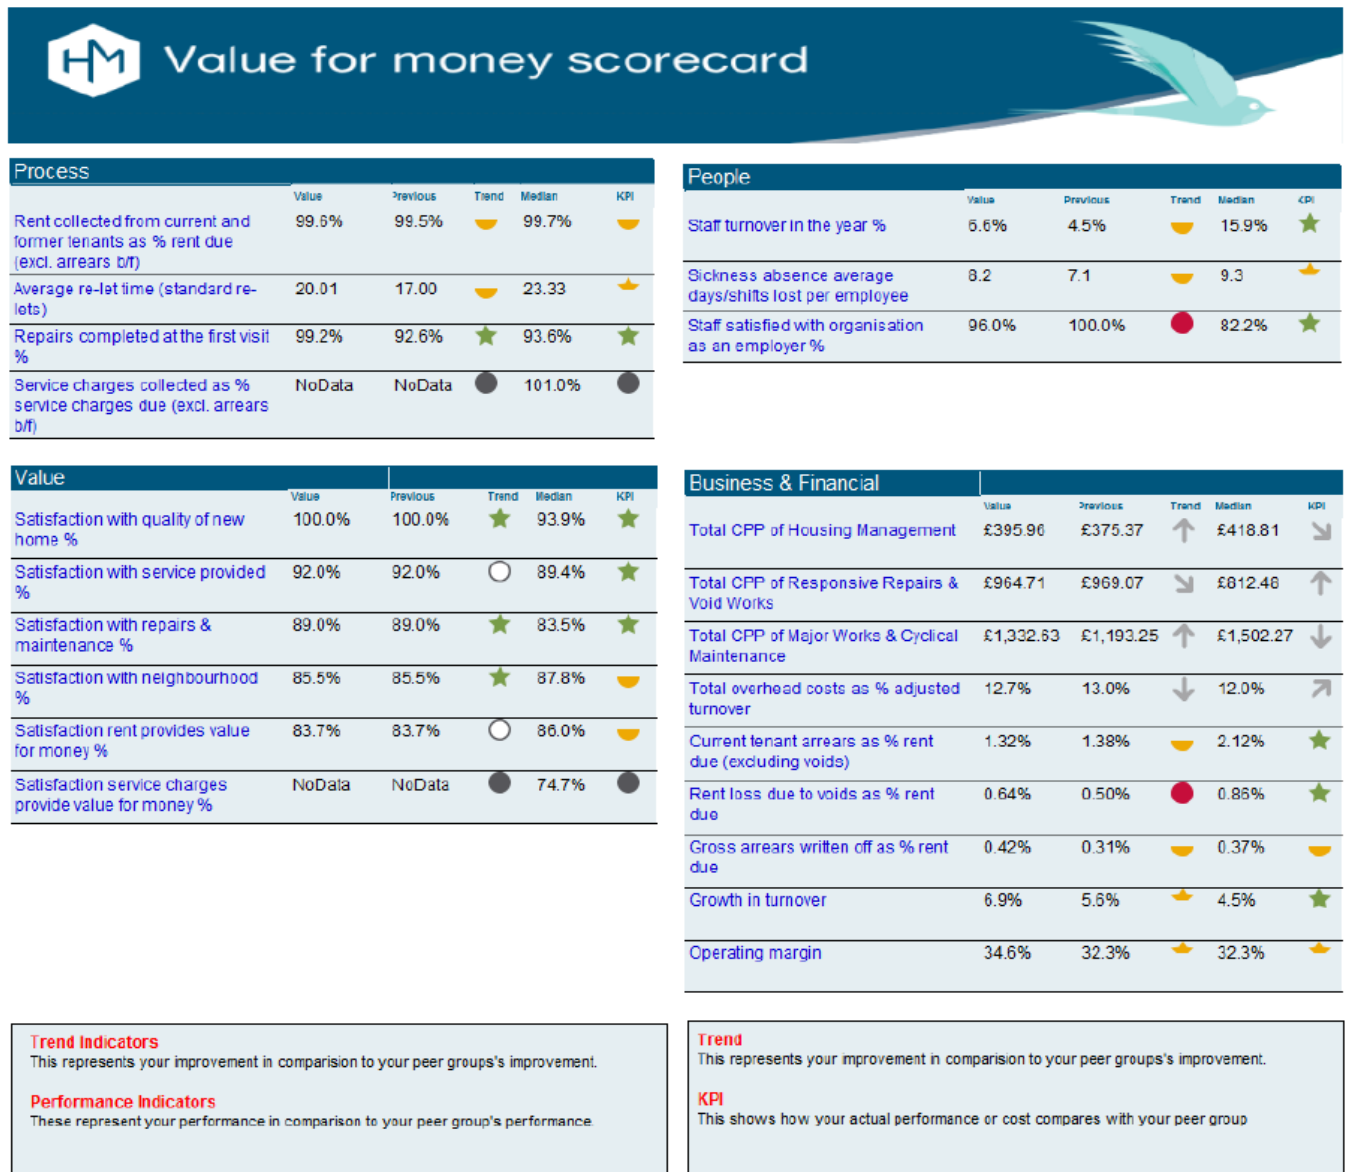 HM Value for money scorecard
Process
Value Previous Trend Median KPI
Rent collected from current and 99.6% 99.5% 99.7%
former tenants as % rent due
(excl. arrears b/f)
Average re-let time (standard re- 20.01 17.00 23.33
lets)
Repairs completed at the first visit 99.2% 92.6% 93.6%
%
Service charges collected as % NoData NoData 101.0%
service charges due (excl. arrears
b/f)
People
Value Previous Trend Median KPI
Staff turnover in the year % 6.6% 4.5% 15.9%
Sickness absence average 8.2 7.1 9.3
days/shifts lost per employee
Staff satisfied with organisation 96.0% 100.0% 82.2%
as an employer %
Value
Value Previous Trend Median KPI
Satisfaction with quality of new 100.0% 100.0% 93.9%
home %
Satisfaction with service provided 92.0% 92.0% 89.4%
%
Satisfaction with repairs & 89.0% 89.0% 83.5%
maintenance %
Satisfaction with neighbourhood 85.5% 85.5% 87.8%
%
Satisfaction rent provides value 83.7% 83.7% 86.0%
for money %
Satisfaction service charges NoData NoData 74.7%
provide value for money %
Business & Financial
Value Previous Trend Median KPI
Total CPP of Housing Management £395.96 £375.37 £418.81
Total CPP of Responsive Repairs & £964.71 £969.07 £812.48
Void Works
Total CPP of Major Works & Cyclical £1,332.63 £1,193.25 £1,502.27
Maintenance
Total overhead costs as % adjusted 12.7% 13.0% 12.0%
turnover
Current tenant arrears as % rent 1.32% 1.38% 2.12%
due (excluding voids)
Rent loss due to voids as % rent 0.64% 0.50% 0.86%
due
Gross arrears written off as % rent 0.42% 0.31% 0.37%
due
Growth in turnover 6.9% 5.6% 4.5%
Operating margin 34.6% 32.3% 32.3%
Trend Indicators
This represents your improvement in comparision to your peer groups's improvement.
Performance Indicators
These represent your performance in comparison to your peer group's performance.
Trend
This represents your improvement in comparision to your peer groups's improvement.
KPI
This shows how your actual performance or cost compares with your peer group